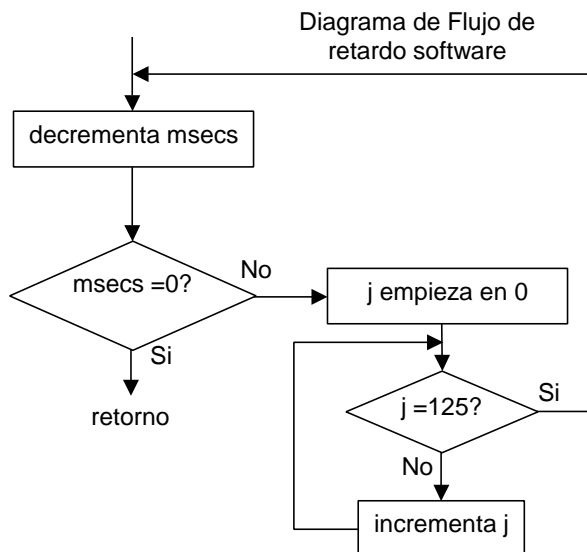 Diagrama de Flujo de
retardo software
decrementa msecs
msecs =0?
No
Si
retorno
j empieza en 0
j =125?
Si
No
incrementa j